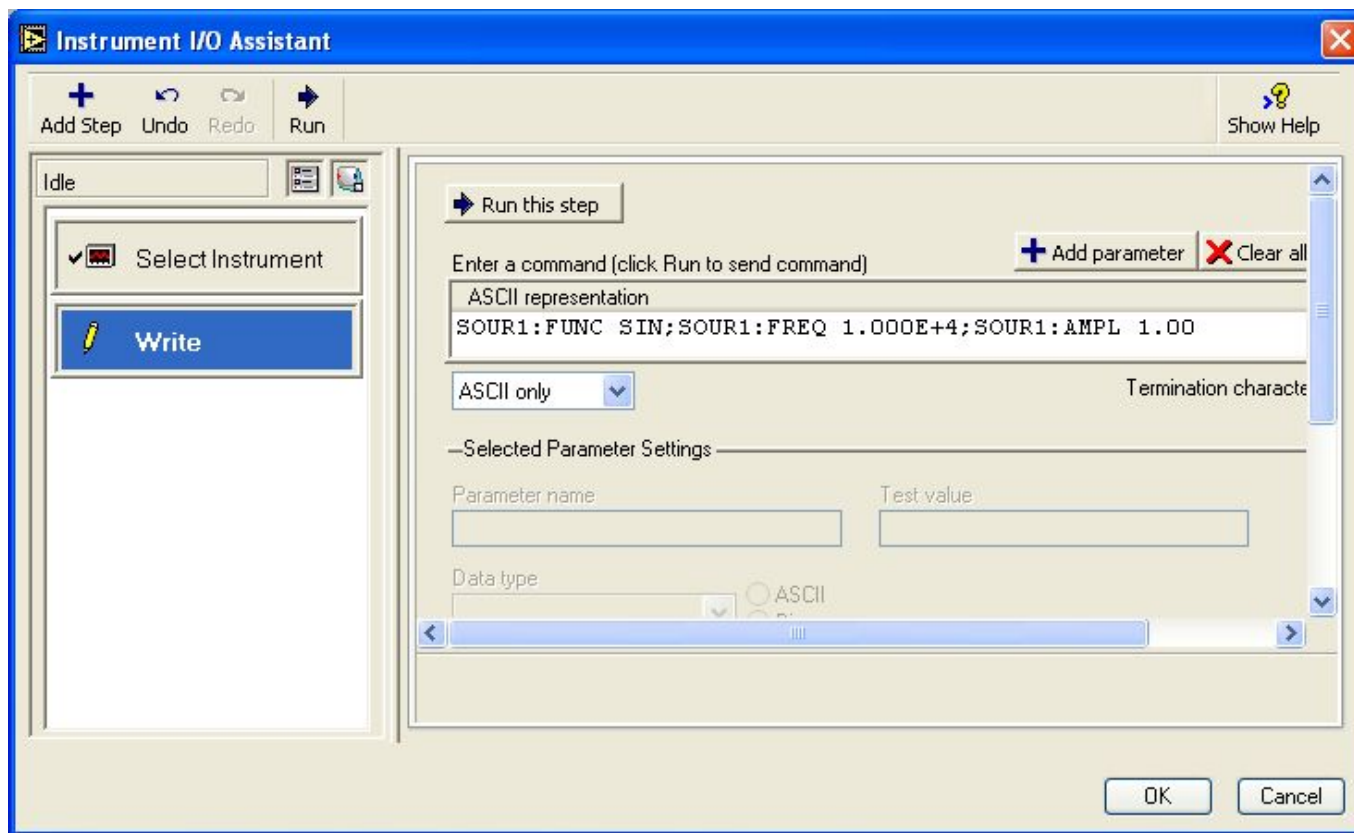 Instrument I/O Assistant
Add Step Undo Redo Run
Show Help
Idle
Select Instrument
Write
Run this step
Add parameter Clear all
Enter a command (click Run to send command)
ASCII representation
SOUR1:FUNC SIN;SOUR1:FREQ 1.000E+4;SOUR1:AMPL 1.00
ASCII only
Termination characte
Selected Parameter Settings
Parameter name Test value
Data type
ASCII
OK Cancel